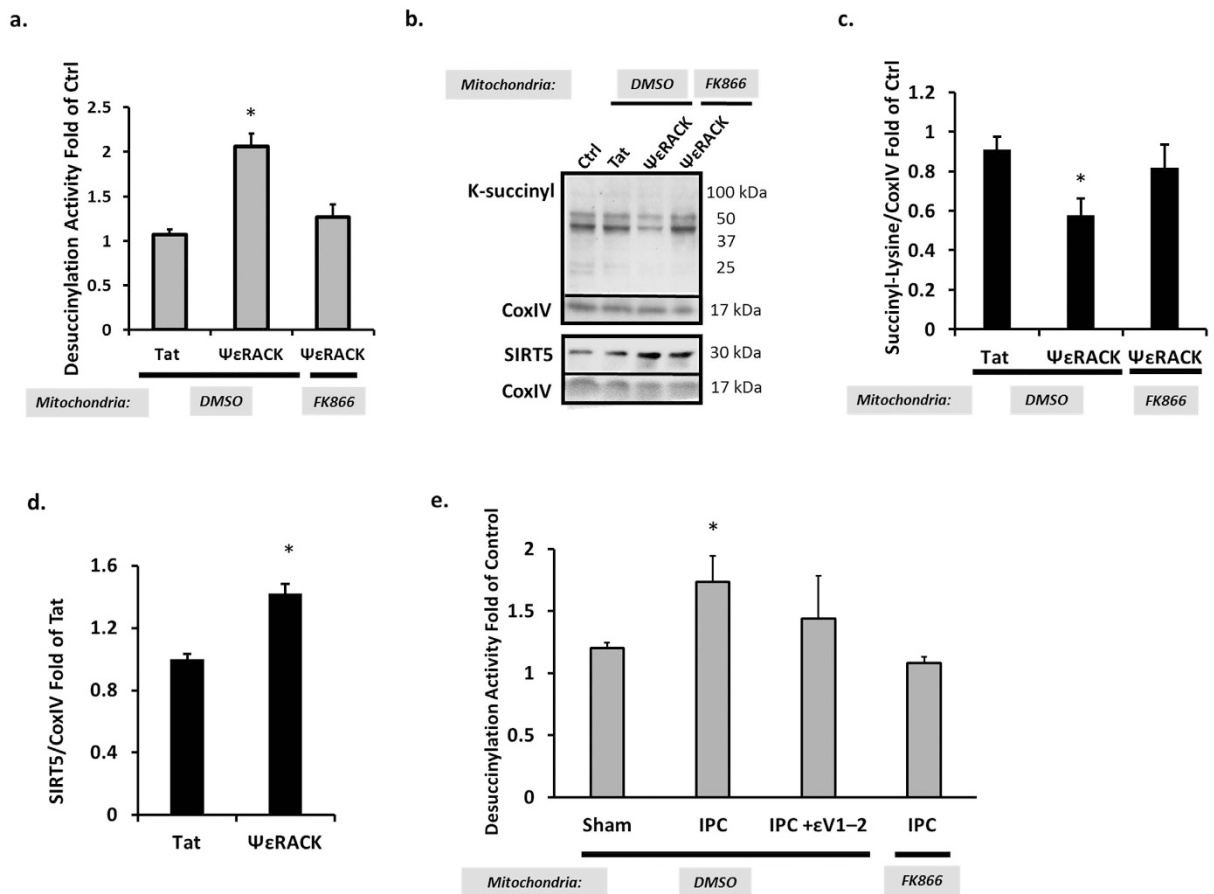 a.
Desuccinylation Activity Fold of Ctrl
2.5
2
1.5
1
0.5
0
*
Tat ΨεRACK ΨεRACK
Mitochondria: DMSO FK866
b.
Mitochondria: DMSO FK866
Ctrl Tat ΨεRACK ΨεRACK
K-succinyl
100 kDa
50
37
25
CoxIV 17 kDa
SIRT5 30 kDa
CoxIV 17 kDa
c.
Succinyl-Lysine/CoxIV Fold of Ctrl
1
0.8
0.6
0.4
0.2
0
*
Tat ΨεRACK ΨεRACK
Mitochondria: DMSO FK866
d.
SIRT5/CoxIV Fold of Tat
1.6
1.2
0.8
0.4
0
*
Tat ΨεRACK
e.
Desuccinylation Activity Fold of Control
2
1.5
1
0.5
0
*
Sham IPC IPC +εV1–2 IPC
Mitochondria: DMSO FK866